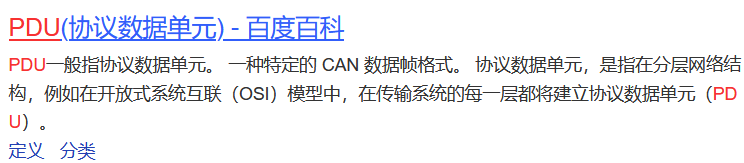 PDU(协议数据单元) - 百度百科
PDU一般指协议数据单元。 一种特定的 CAN 数据帧格式。 协议数据单元，是指在分层网络结
构，例如在开放式系统互联（OSI）模型中，在传输系统的每一层都将建立协议数据单元（PD
U）。
定义 分类